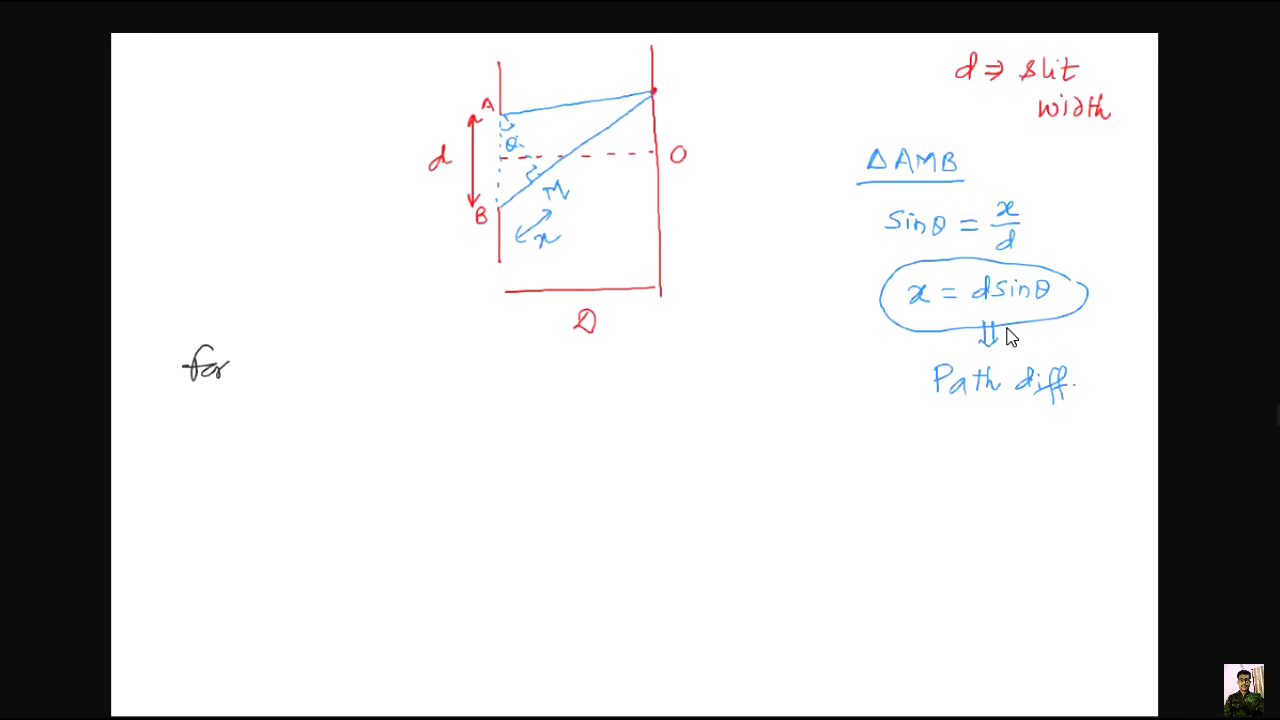 d ⇒ slit
width
A
θ
d
O
M
B
x
D
ΔAMB
sinθ = x/d
x = dsinθ
⇓
Path diff.
for